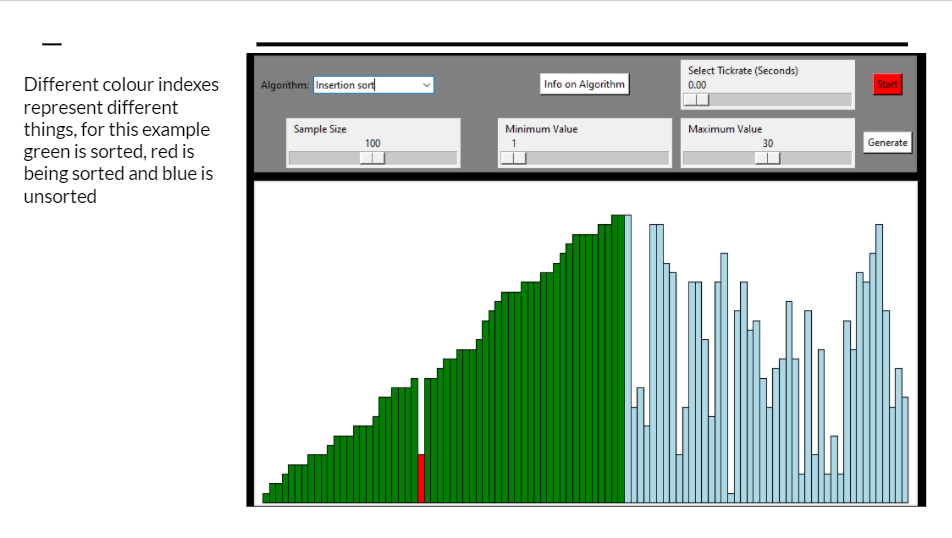 Different colour indexes
represent different
things, for this example
green is sorted, red is
being sorted and blue is
unsorted
Algorithm: Insertion sort
Info on Algorithm
Select Tickrate (Seconds)
0.00
Start
Sample Size
100
Minimum Value
1
Maximum Value
30
Generate